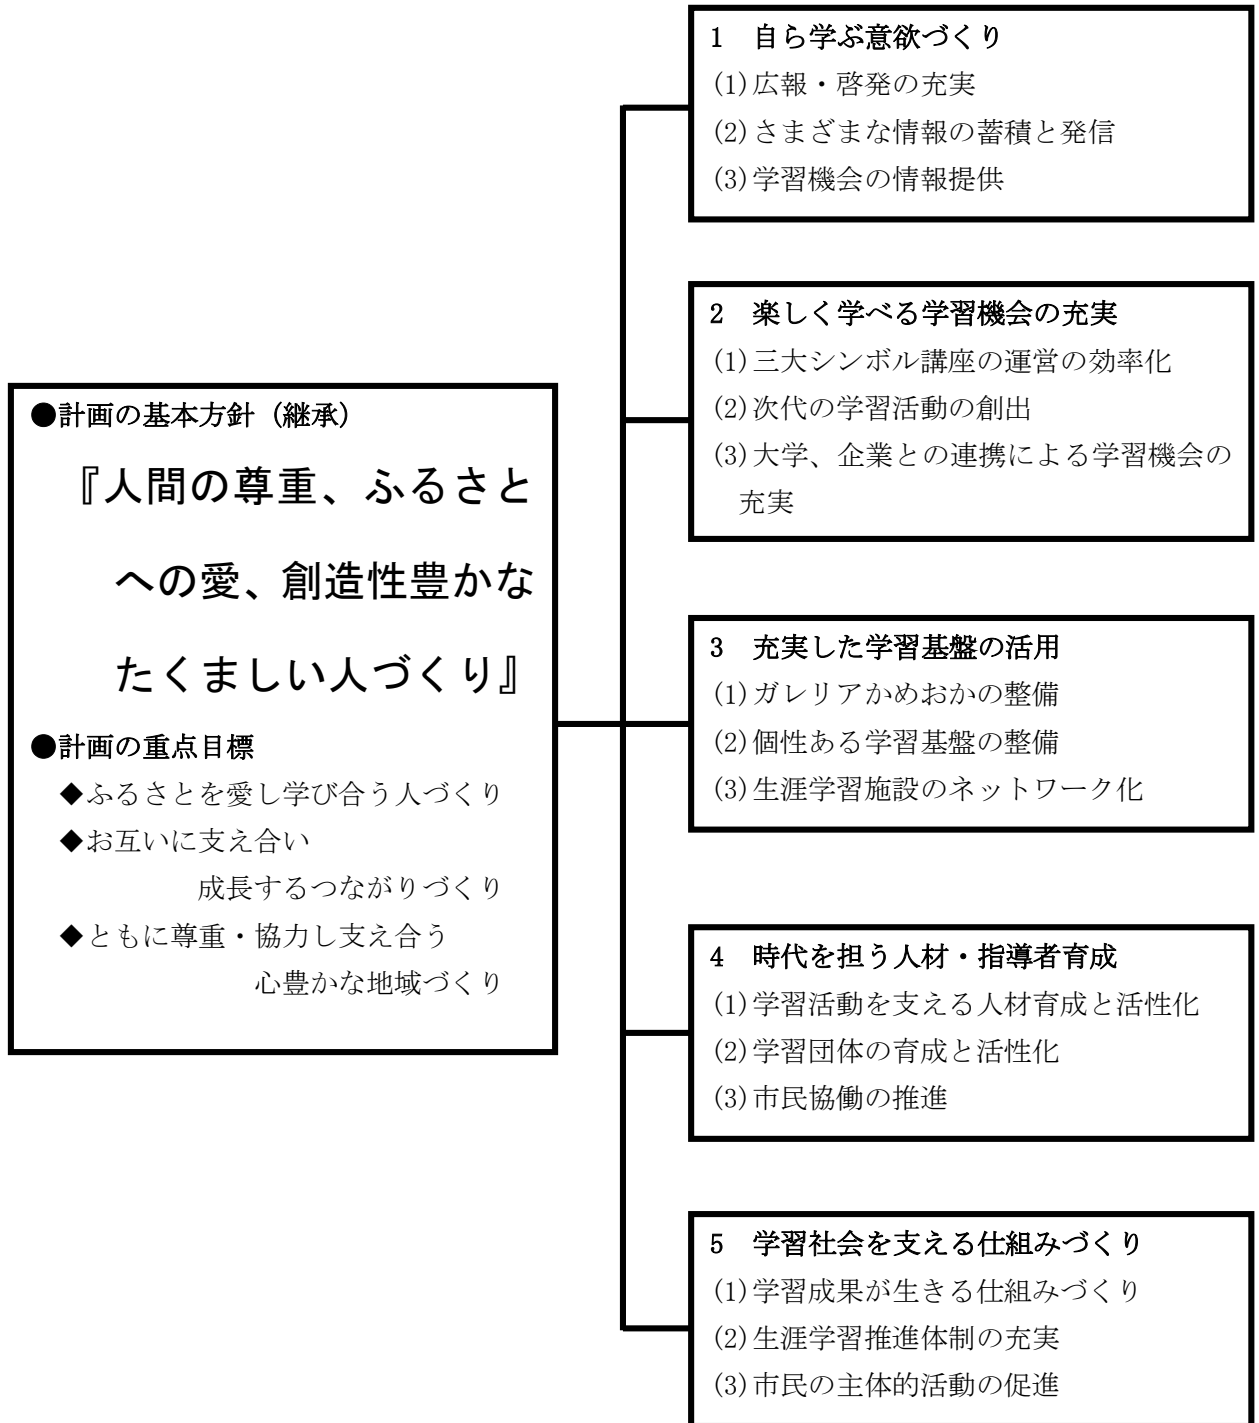 ●計画の基本方針（継承）
『人間の尊重、ふるさと
への愛、創造性豊かな
たくましい人づくり』
●計画の重点目標
◆ふるさとを愛し学び合う人づくり
◆お互いに支え合い
成長するつながりづくり
◆ともに尊重・協力し支え合う
心豊かな地域づくり
1　自ら学ぶ意欲づくり
(1)広報・啓発の充実
(2)さまざまな情報の蓄積と発信
(3)学習機会の情報提供
2　楽しく学べる学習機会の充実
(1)三大シンボル講座の運営の効率化
(2)次代の学習活動の創出
(3)大学、企業との連携による学習機会の
充実
3　充実した学習基盤の活用
(1)ガレリアかめおかの整備
(2)個性ある学習基盤の整備
(3)生涯学習施設のネットワーク化
4　時代を担う人材・指導者育成
(1)学習活動を支える人材育成と活性化
(2)学習団体の育成と活性化
(3)市民協働の推進
5　学習社会を支える仕組みづくり
(1)学習成果が生きる仕組みづくり
(2)生涯学習推進体制の充実
(3)市民の主体的活動の促進